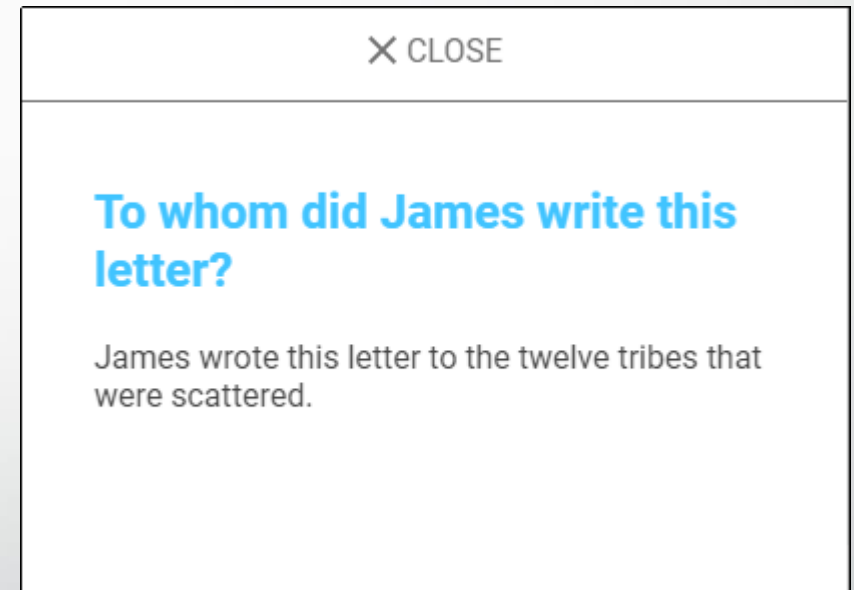 CLOSE
To whom did James write this
letter?
James wrote this letter to the twelve tribes that
were scattered.